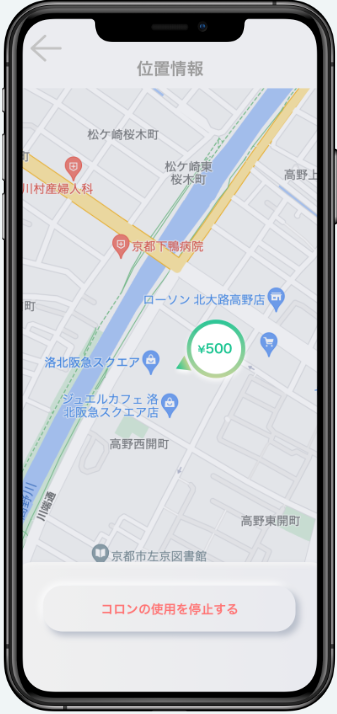 位置情報
松ケ崎桜木町
町
松ケ崎東
桜木町
高野上
川村産婦人科
京都下鴨病院
ローソン 北大路高野店
町
¥500
洛北阪急スクエア
ジュエルカフェ 洛
北阪急スクエア店
高野西開町
高野川
川端通
高野東開町
京都市左京図書館
コロンの使用を停止する